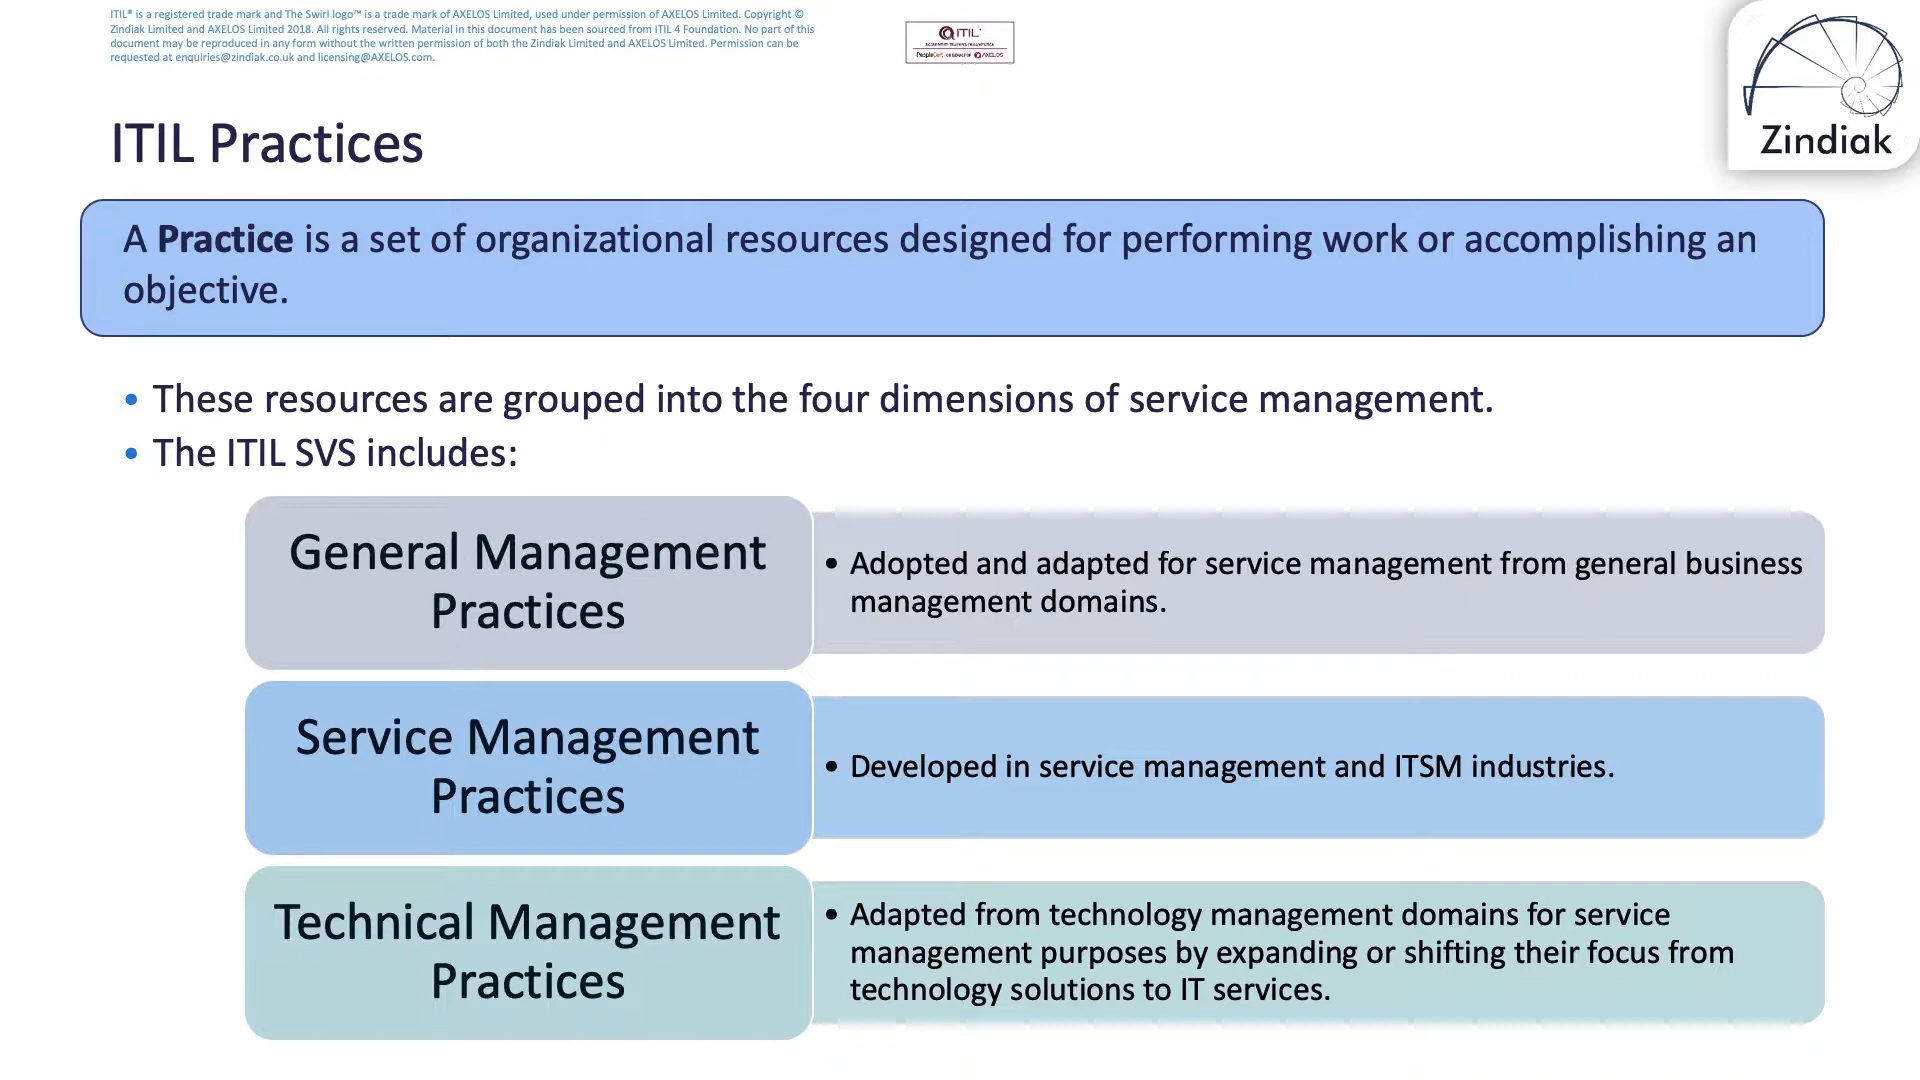 ITIL® is a registered trade mark and The Swirl logo™ is a trade mark of AXELOS Limited, used under permission of AXELOS Limited. Copyright ©
Zindiak Limited and AXELOS Limited 2018. All rights reserved. Material in this document has been sourced from ITIL 4 Foundation. No part of this
document may be reproduced in any form without the written permission of both the Zindiak Limited and AXELOS Limited. Permission can be
requested at enquiries@zindiak.co.uk and licensing@AXELOS.com.
ITIL®
PeopleCert ON BEHALF OF AXELOS
Zindiak
ITIL Practices
A Practice is a set of organizational resources designed for performing work or accomplishing an
objective.
• These resources are grouped into the four dimensions of service management.
• The ITIL SVS includes:
General Management
Practices
• Adopted and adapted for service management from general business
management domains.
Service Management
Practices
• Developed in service management and ITSM industries.
Technical Management
Practices
• Adapted from technology management domains for service
management purposes by expanding or shifting their focus from
technology solutions to IT services.